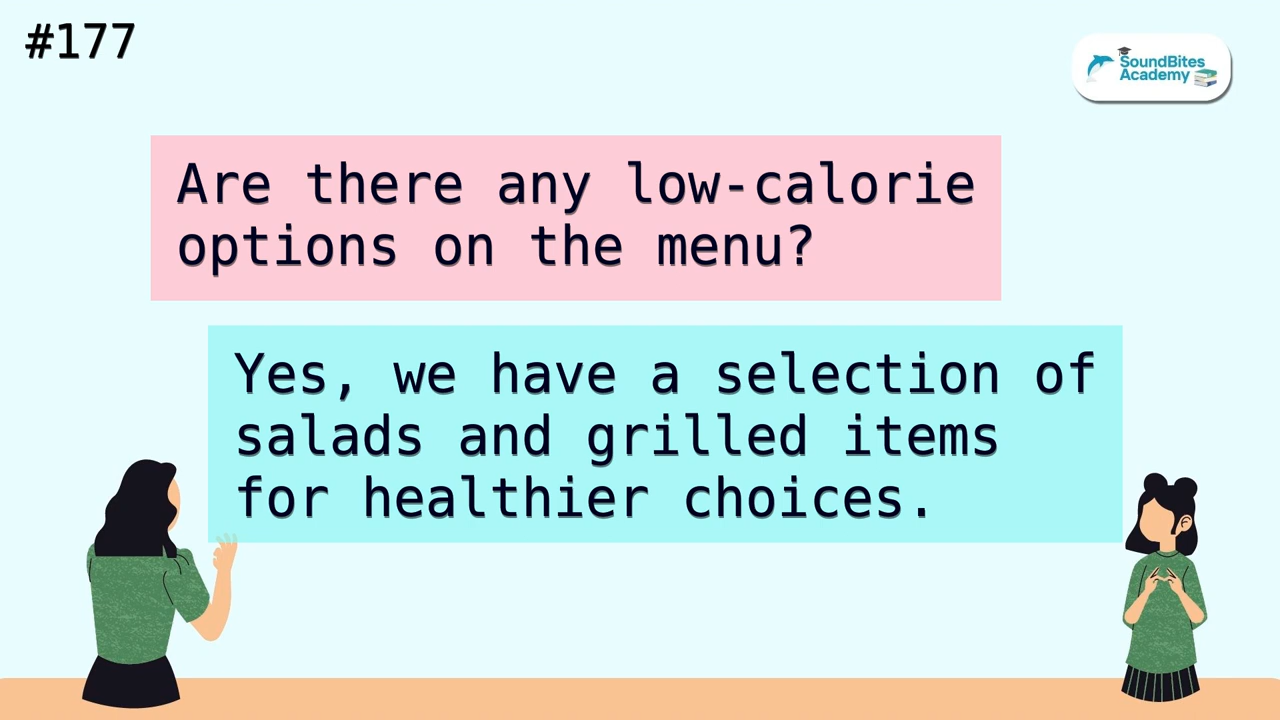 #177
SoundBites
Academy
Are there any low-calorie
options on the menu?
Yes, we have a selection of
salads and grilled items
for healthier choices.